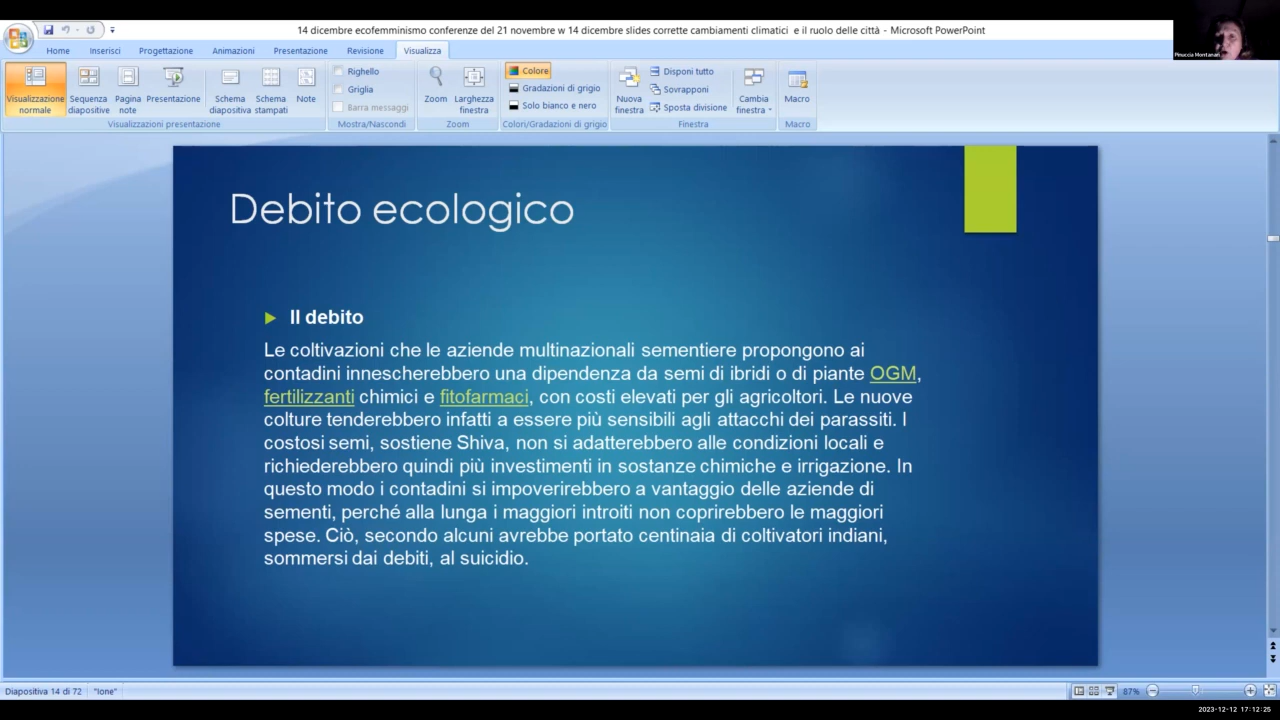 14 dicembre ecofemminismo conferenze del 21 novembre w 14 dicembre slides corrette cambiamenti climatici e il ruolo delle città - Microsoft PowerPoint
Home Inserisci Progettazione Animazioni Presentazione Revisione Visualizza
Visualizzazione normale
Sequenza diapositive
Pagina note
Presentazione
Schema diapositiva
Schema stampati
Note
Visualizzazioni presentazione
Righello
Griglia
Barra messaggi
Mostra/Nascondi
Zoom
Larghezza finestra
Zoom
Colore
Gradazioni di grigio
Solo bianco e nero
Colori/Gradazioni di grigio
Nuova finestra
Disponi tutto
Sovrapponi
Sposta divisione
Cambia finestra
Finestra
Macro
Macro
Pinuccia Montanari
Debito ecologico
Il debito
Le coltivazioni che le aziende multinazionali sementiere propongono ai
contadini innescherebbero una dipendenza da semi di ibridi o di piante OGM,
fertilizzanti chimici e fitofarmaci, con costi elevati per gli agricoltori. Le nuove
colture tenderebbero infatti a essere più sensibili agli attacchi dei parassiti. I
costosi semi, sostiene Shiva, non si adatterebbero alle condizioni locali e
richiederebbero quindi più investimenti in sostanze chimiche e irrigazione. In
questo modo i contadini si impoverirebbero a vantaggio delle aziende di
sementi, perché alla lunga i maggiori introiti non coprirebbero le maggiori
spese. Ciò, secondo alcuni avrebbe portato centinaia di coltivatori indiani,
sommersi dai debiti, al suicidio.
Diapositiva 14 di 72 "Ione" 87%
2023-12-12 17:12:25